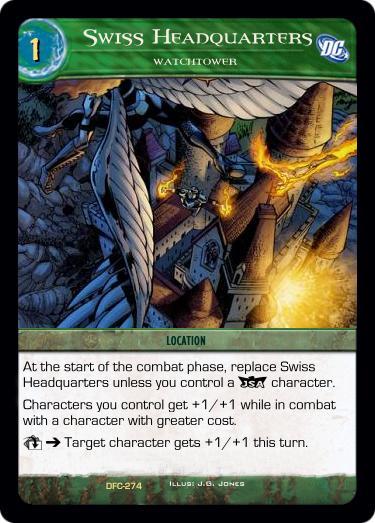 1
Swiss Headquarters
DC
WATCHTOWER
LOCATION
At the start of the combat phase, replace Swiss
Headquarters unless you control a JSA character.
Characters you control get +1/+1 while in combat
with a character with greater cost.
➔ Target character gets +1/+1 this turn.
DFC-274
Illus: J.G. Jones